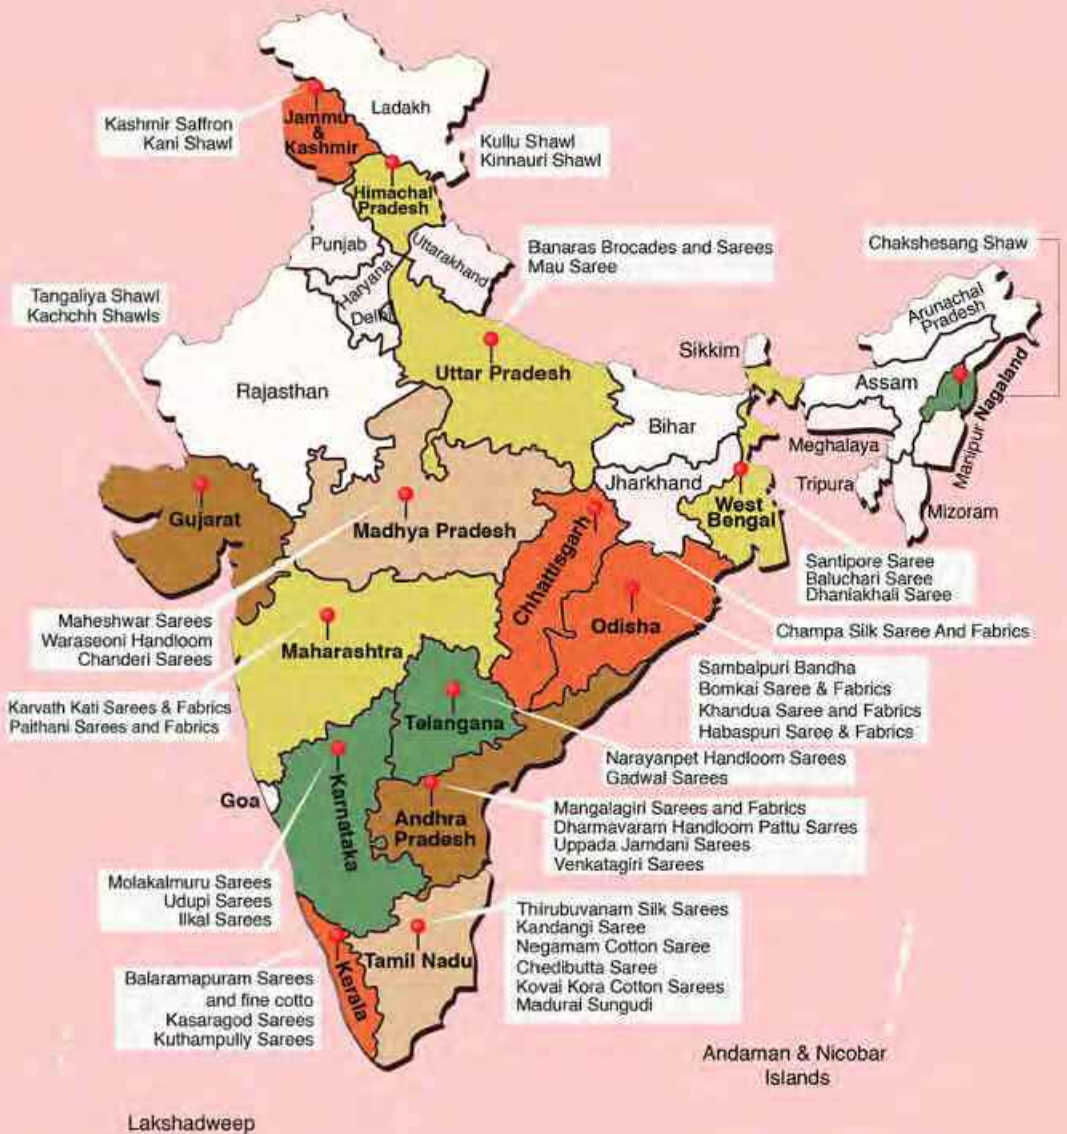 Ladakh
Kashmir Saffron
Kani Shawl
Jammu
&
Kashmir
Kullu Shawl
Kinnauri Shawl
Himachal
Pradesh
Punjab
Uttarakhand
Haryana
Delhi
Banaras Brocades and Sarees
Mau Saree
Chakshesang Shaw
Tangaliya Shawl
Kachchh Shawls
Arunachal
Pradesh
Sikkim
Uttar Pradesh
Rajasthan
Assam
Nagaland
Bihar
Meghalaya
Manipur
Jharkhand
Tripura
West
Bengal
Mizoram
Gujarat
Madhya Pradesh
Chhattisgarh
Santipore Saree
Baluchari Saree
Dhaniakhali Saree
Maheshwar Sarees
Waraseoni Handloom
Chanderi Sarees
Odisha
Champa Silk Saree And Fabrics
Maharashtra
Sambalpuri Bandha
Bomkai Saree & Fabrics
Khandua Saree and Fabrics
Habaspuri Saree & Fabrics
Karvath Kati Sarees & Fabrics
Paithani Sarees and Fabrics
Telangana
Narayanpet Handloom Sarees
Gadwal Sarees
Goa
Karnataka
Andhra
Pradesh
Mangalagiri Sarees and Fabrics
Dharmavaram Handloom Pattu Sarres
Uppada Jamdani Sarees
Venkatagiri Sarees
Molakalmuru Sarees
Udupi Sarees
Ilkal Sarees
Thirubuvanam Silk Sarees
Kandangi Saree
Negamam Cotton Saree
Chedibutta Saree
Kovai Kora Cotton Sarees
Madurai Sungudi
Tamil Nadu
Kerala
Balaramapuram Sarees
and fine cotto
Kasaragod Sarees
Kuthampully Sarees
Andaman & Nicobar
Islands
Lakshadweep